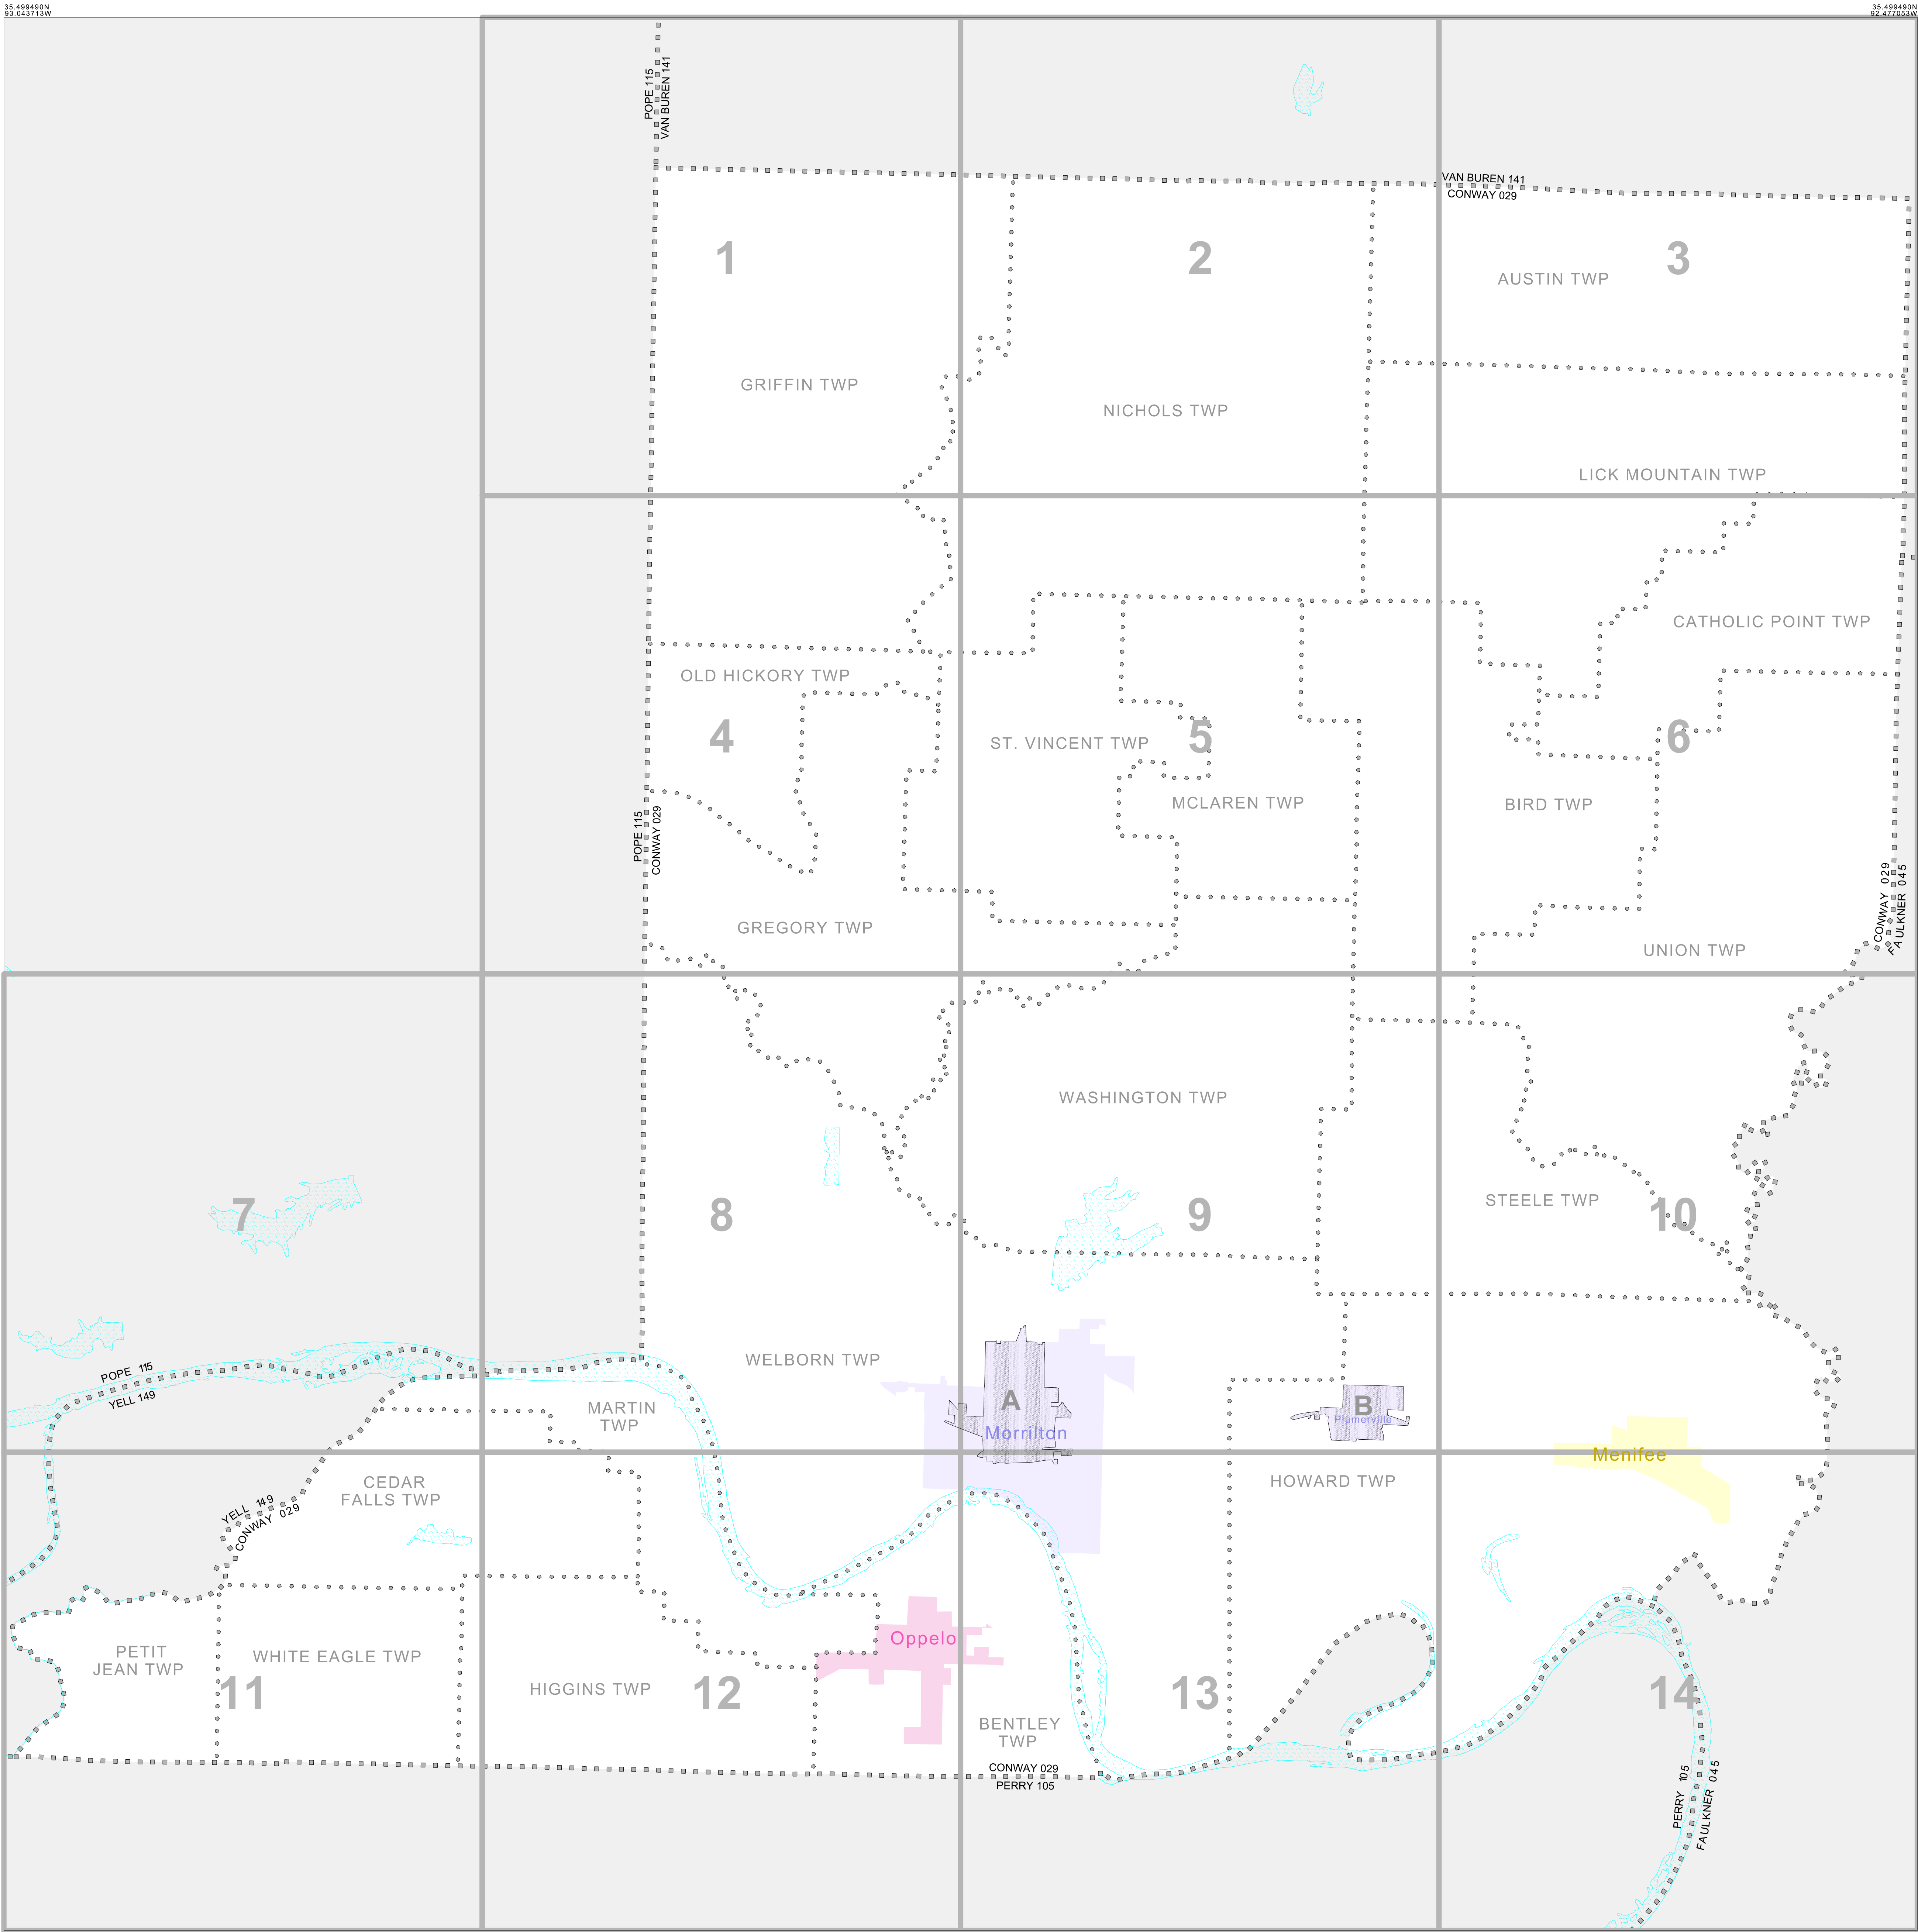 35.499490N
93.043713W
35.499490N
92.477053W
POPE 115
VAN BUREN 141
VAN BUREN 141
CONWAY 029
1
2
3
AUSTIN TWP
GRIFFIN TWP
NICHOLS TWP
LICK MOUNTAIN TWP
CATHOLIC POINT TWP
OLD HICKORY TWP
4
ST. VINCENT TWP
5
6
MCLAREN TWP
BIRD TWP
POPE 115
CONWAY 029
CONWAY 029
FAULKNER 045
GREGORY TWP
UNION TWP
WASHINGTON TWP
STEELE TWP
7
8
9
10
WELBORN TWP
POPE 115
YELL 149
MARTIN
TWP
A
Morrilton
B
Plumerville
Menifee
CEDAR
FALLS TWP
HOWARD TWP
YELL 149
CONWAY 029
Oppelo
PETIT
JEAN TWP
WHITE EAGLE TWP
HIGGINS TWP
11
12
13
14
BENTLEY
TWP
CONWAY 029
PERRY 105
PERRY 105
FAULKNER 045